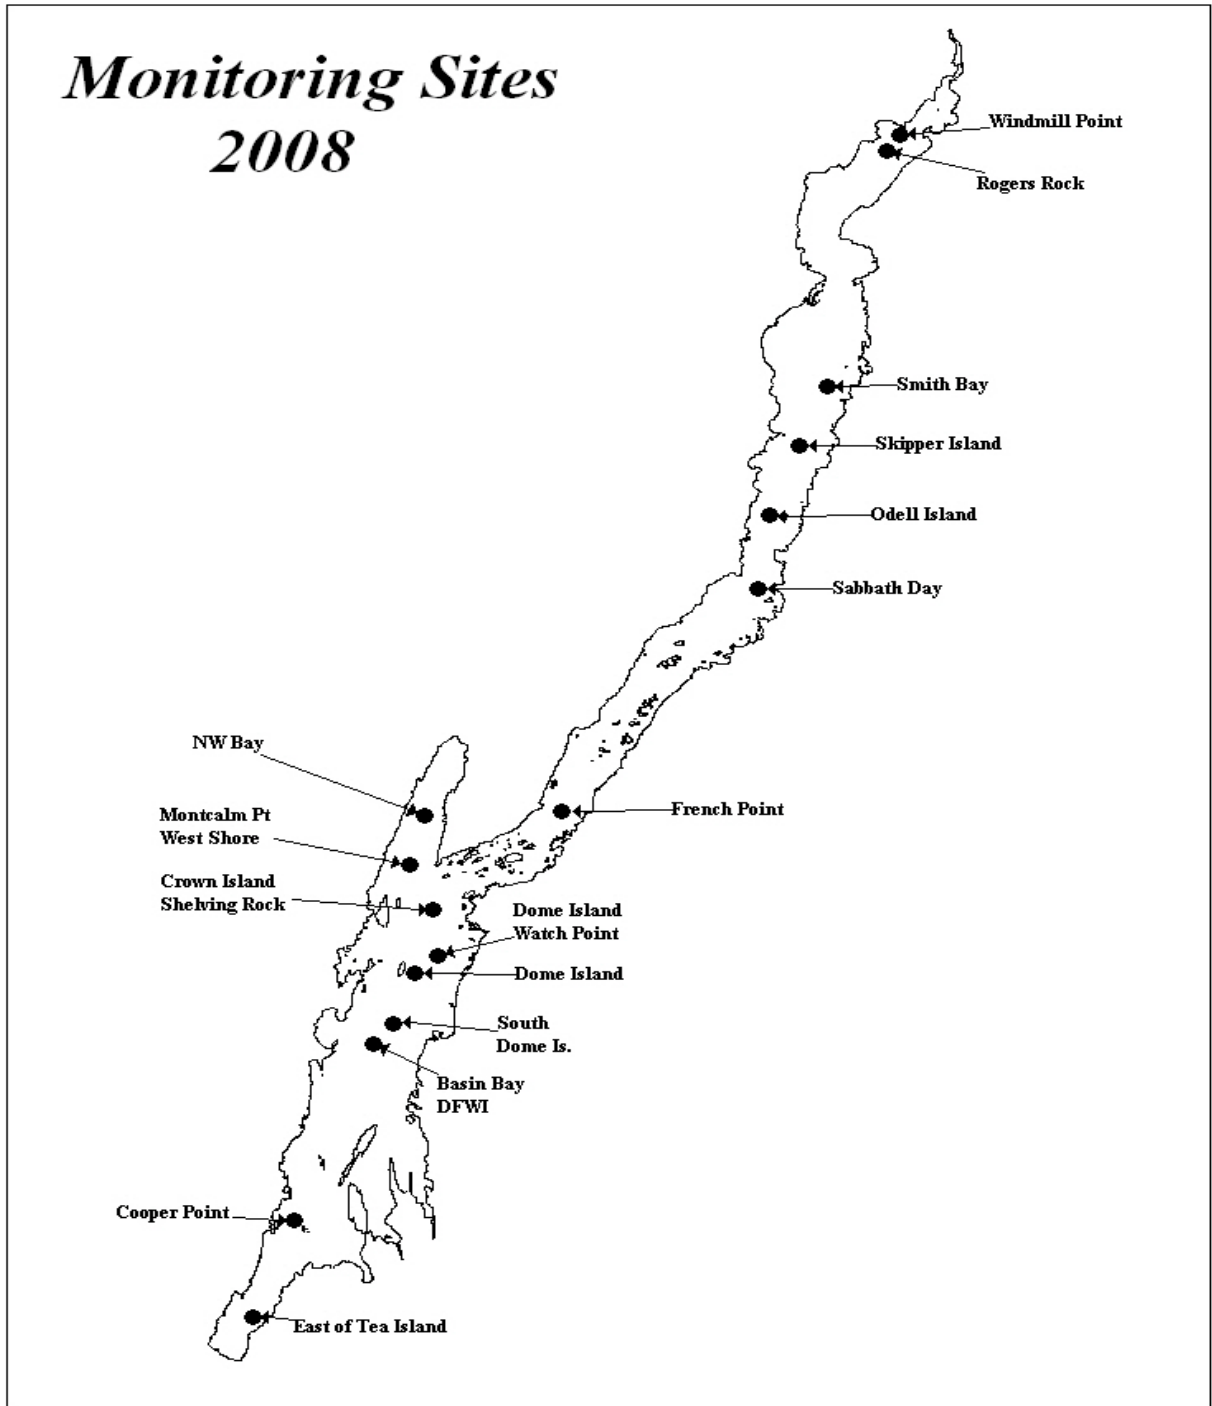 Monitoring Sites
2008
Windmill Point
Rogers Rock
Smith Bay
Skipper Island
Odell Island
Sabbath Day
NW Bay
French Point
Montcalm Pt
West Shore
Crown Island
Shelving Rock
Dome Island
Watch Point
Dome Island
South
Dome Is.
Basin Bay
DFWI
Cooper Point
East of Tea Island